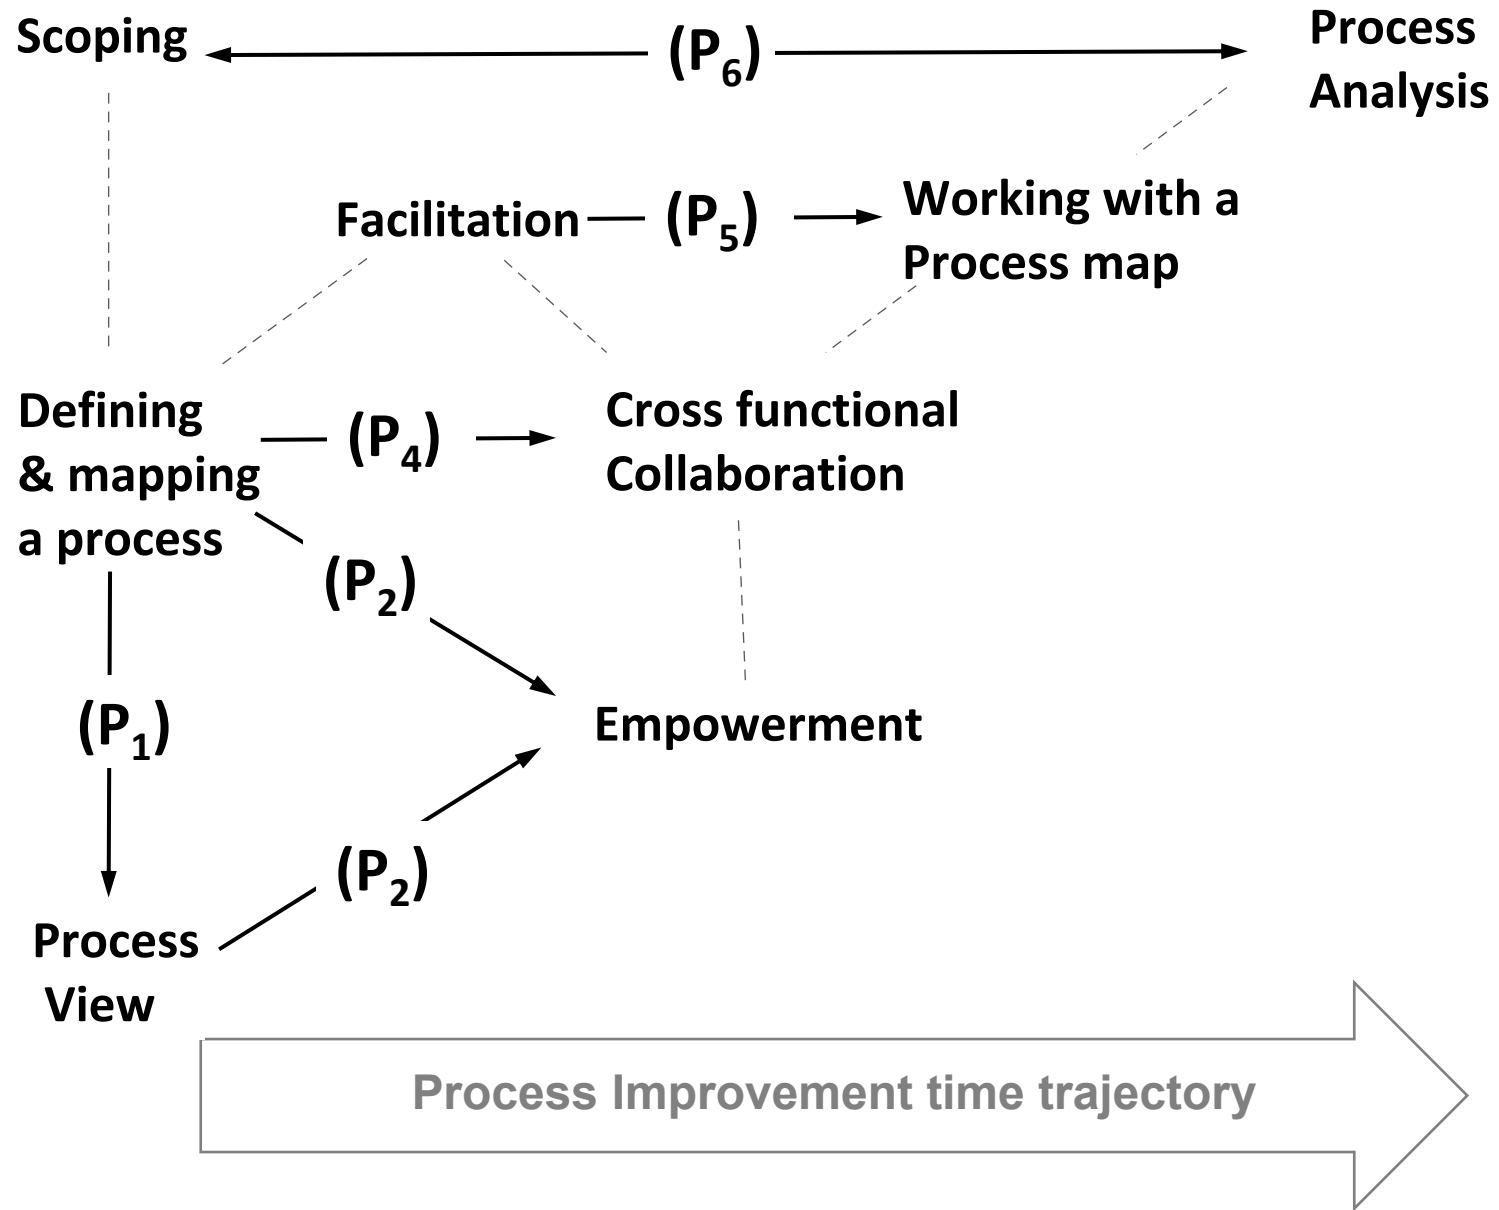 Scoping
(P6)
Process
Analysis
Facilitation
(P5)
Working with a
Process map
Defining
& mapping
a process
(P4)
Cross functional
Collaboration
(P2)
(P1)
Empowerment
(P2)
Process
View
Process Improvement time trajectory